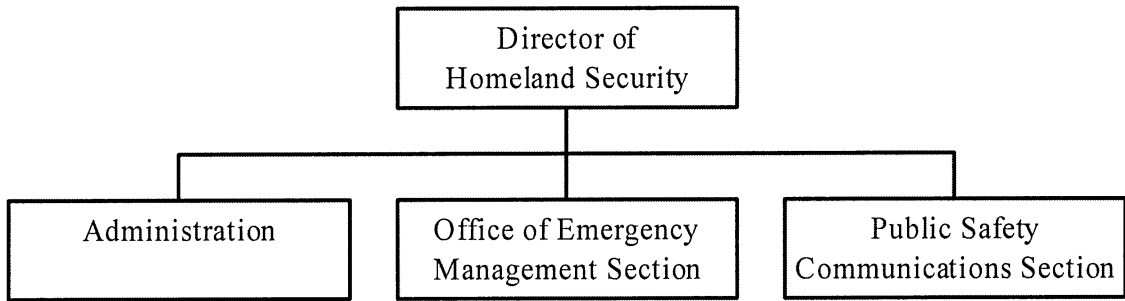 Director of
Homeland Security
Administration
Office of Emergency
Management Section
Public Safety
Communications Section